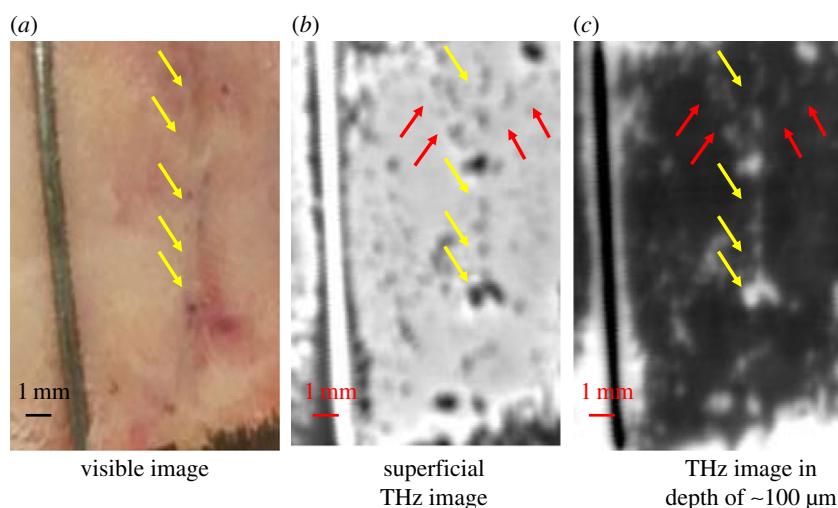 (a)
(b)
(c)
1 mm
1 mm
1 mm
visible image
superficial
THz image
THz image in
depth of ~100 µm